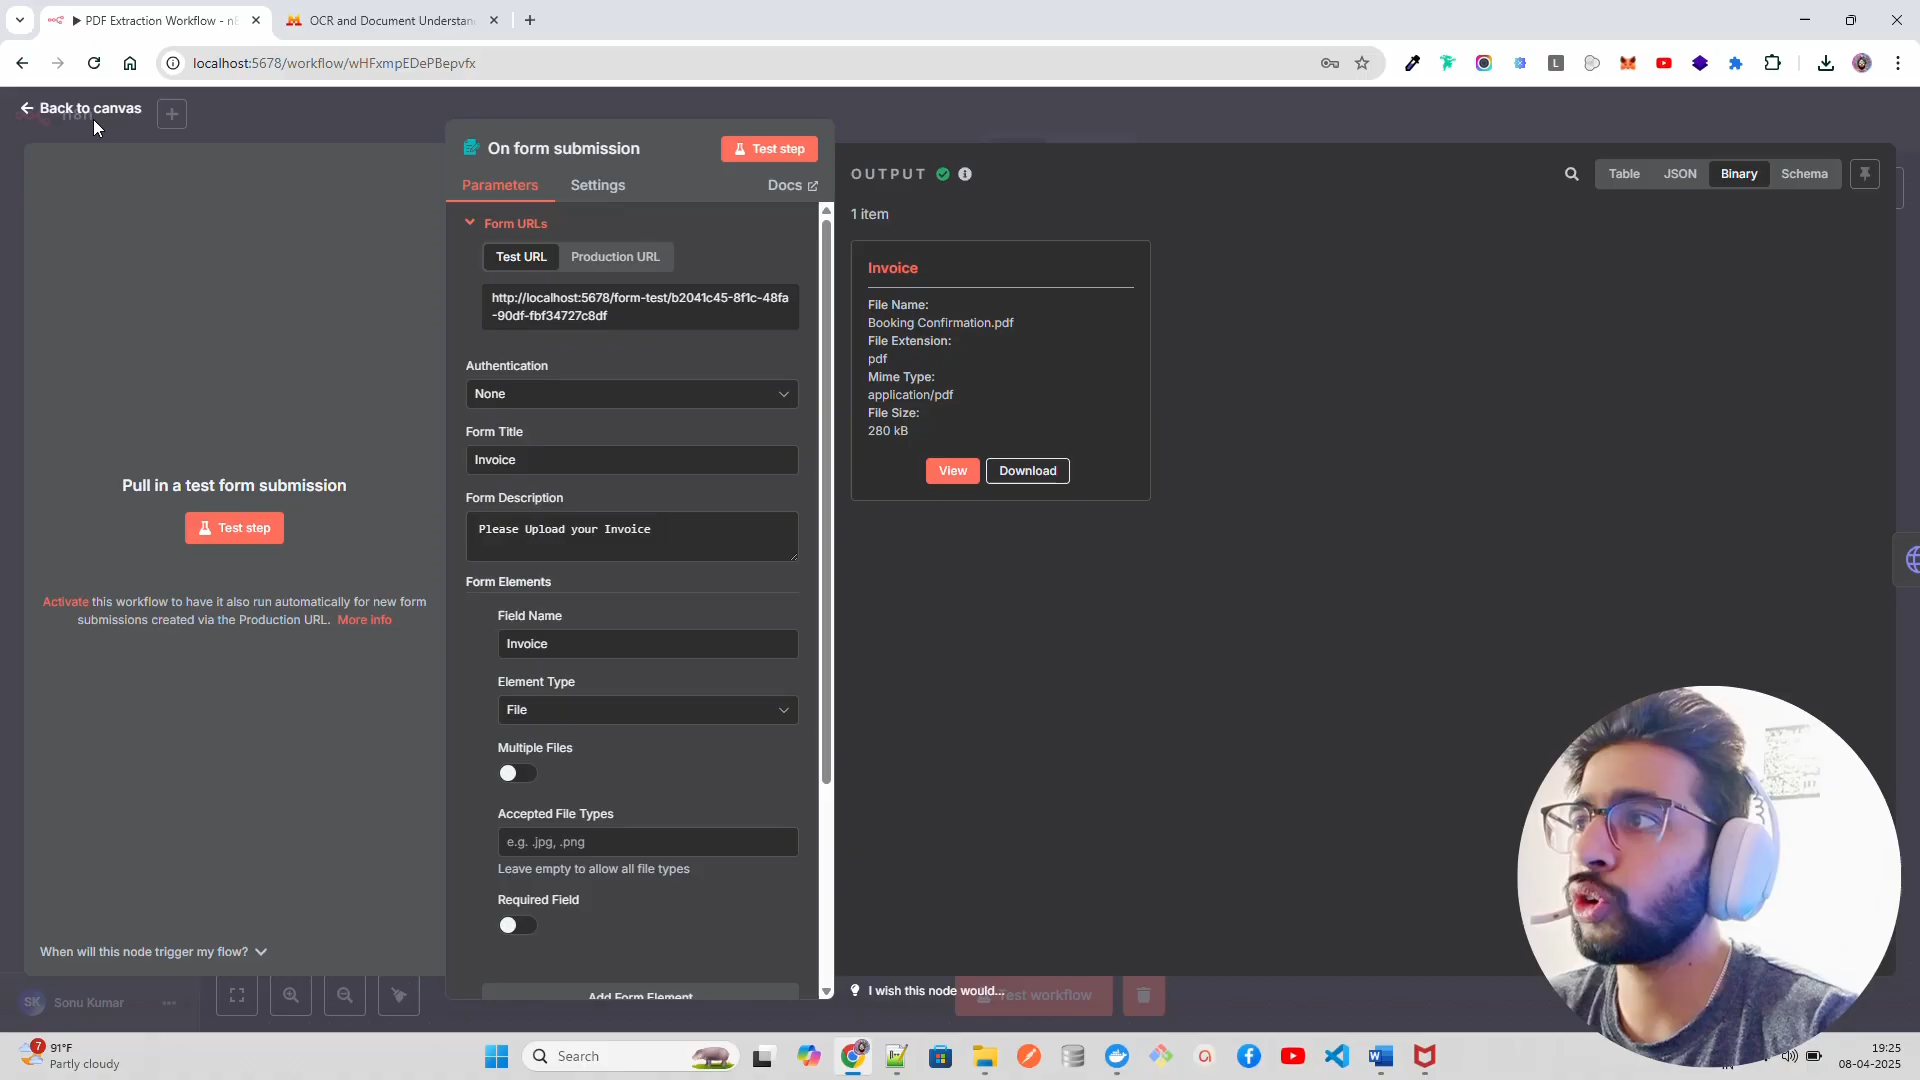 PDF Extraction Workflow - n8
OCR and Document Understan
localhost:5678/workflow/wHFxmpEDePBepvfx
Back to canvas
On form submission
Test step
Parameters
Settings
Docs
Form URLs
Test URL
Production URL
http://localhost:5678/form-test/b2041c45-8f1c-48fa
-90df-fbf34727c8df
Authentication
None
Form Title
Invoice
Form Description
Please Upload your Invoice
Form Elements
Field Name
Invoice
Element Type
File
Multiple Files
Accepted File Types
e.g. .jpg, .png
Leave empty to allow all file types
Required Field
Add Form Element
Pull in a test form submission
Test step
Activate this workflow to have it also run automatically for new form
submissions created via the Production URL. More info
When will this node trigger my flow?
OUTPUT
Table
JSON
Binary
Schema
1 item
Invoice
File Name:
Booking Confirmation.pdf
File Extension:
pdf
Mime Type:
application/pdf
File Size:
280 kB
View
Download
I wish this node would...
Test workflow
SK
Sonu Kumar
7
91°F
Partly cloudy
Search
19:25
08-04-2025